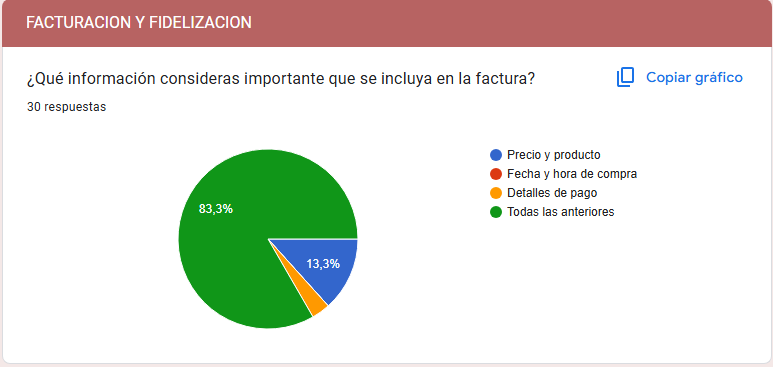 FACTURACION Y FIDELIZACION
¿Qué información consideras importante que se incluya en la factura?
Copiar gráfico
30 respuestas
83,3%
13,3%
Precio y producto
Fecha y hora de compra
Detalles de pago
Todas las anteriores